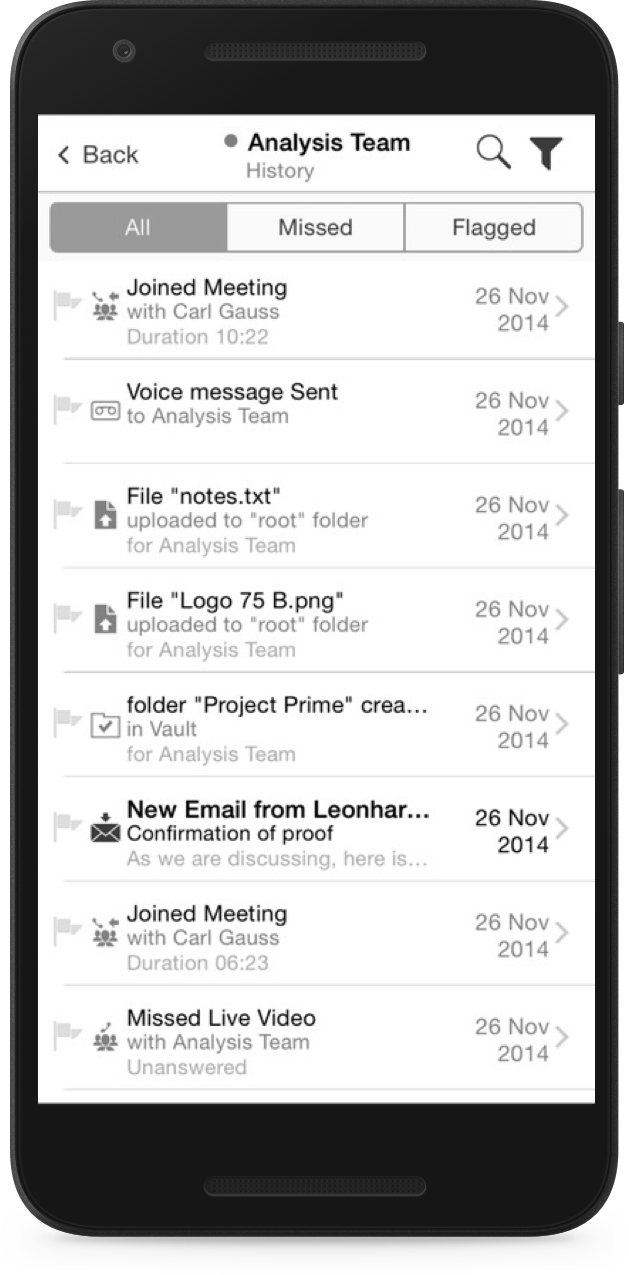 Back
Analysis Team
History
All
Missed
Flagged
Joined Meeting
with Carl Gauss
Duration 10:22
26 Nov
2014
Voice message Sent
to Analysis Team
26 Nov
2014
File "notes.txt"
uploaded to "root" folder
for Analysis Team
26 Nov
2014
File "Logo 75 B.png"
uploaded to "root" folder
for Analysis Team
26 Nov
2014
folder "Project Prime" crea...
in Vault
for Analysis Team
26 Nov
2014
New Email from Leonhar...
Confirmation of proof
As we are discussing, here is...
26 Nov
2014
Joined Meeting
with Carl Gauss
Duration 06:23
26 Nov
2014
Missed Live Video
with Analysis Team
Unanswered
26 Nov
2014